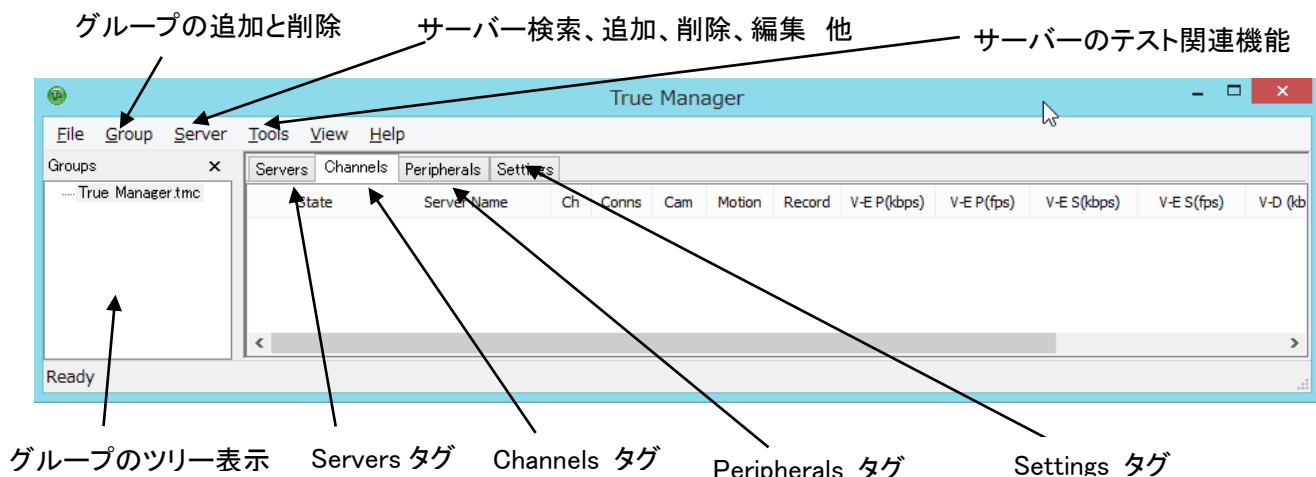 グループの追加と削除
サーバー検索、追加、削除、編集 他
サーバーのテスト関連機能
True Manager
File Group Server Tools View Help
Groups
Servers Channels Peripherals Settings
True Manager.tmc
State Server Name Ch Conns Cam Motion Record V-E P(kbps) V-E P(fps) V-E S(kbps) V-E S(fps) V-D (kb
Ready
グループのツリー表示
Servers タグ
Channels タグ
Peripherals タグ
Settings タグ